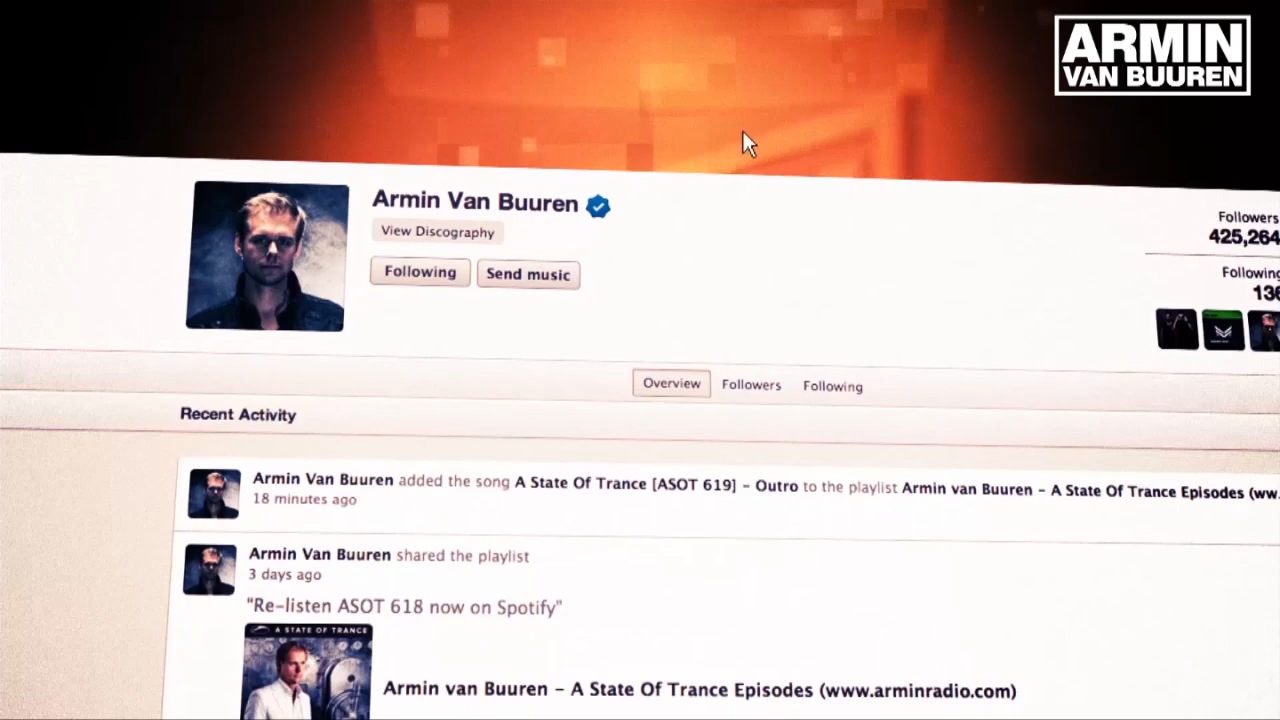 ARMIN
VAN BUUREN
Armin Van Buuren
View Discography
Following
Send music
Followers
425,264
Following
136
Overview
Followers
Following
Recent Activity
Armin Van Buuren added the song A State Of Trance [ASOT 619] – Outro to the playlist Armin van Buuren – A State Of Trance Episodes (ww.
18 minutes ago
Armin Van Buuren shared the playlist
3 days ago
"Re-listen ASOT 618 now on Spotify"
A STATE OF TRANCE
Armin van Buuren – A State Of Trance Episodes (www.arminradio.com)